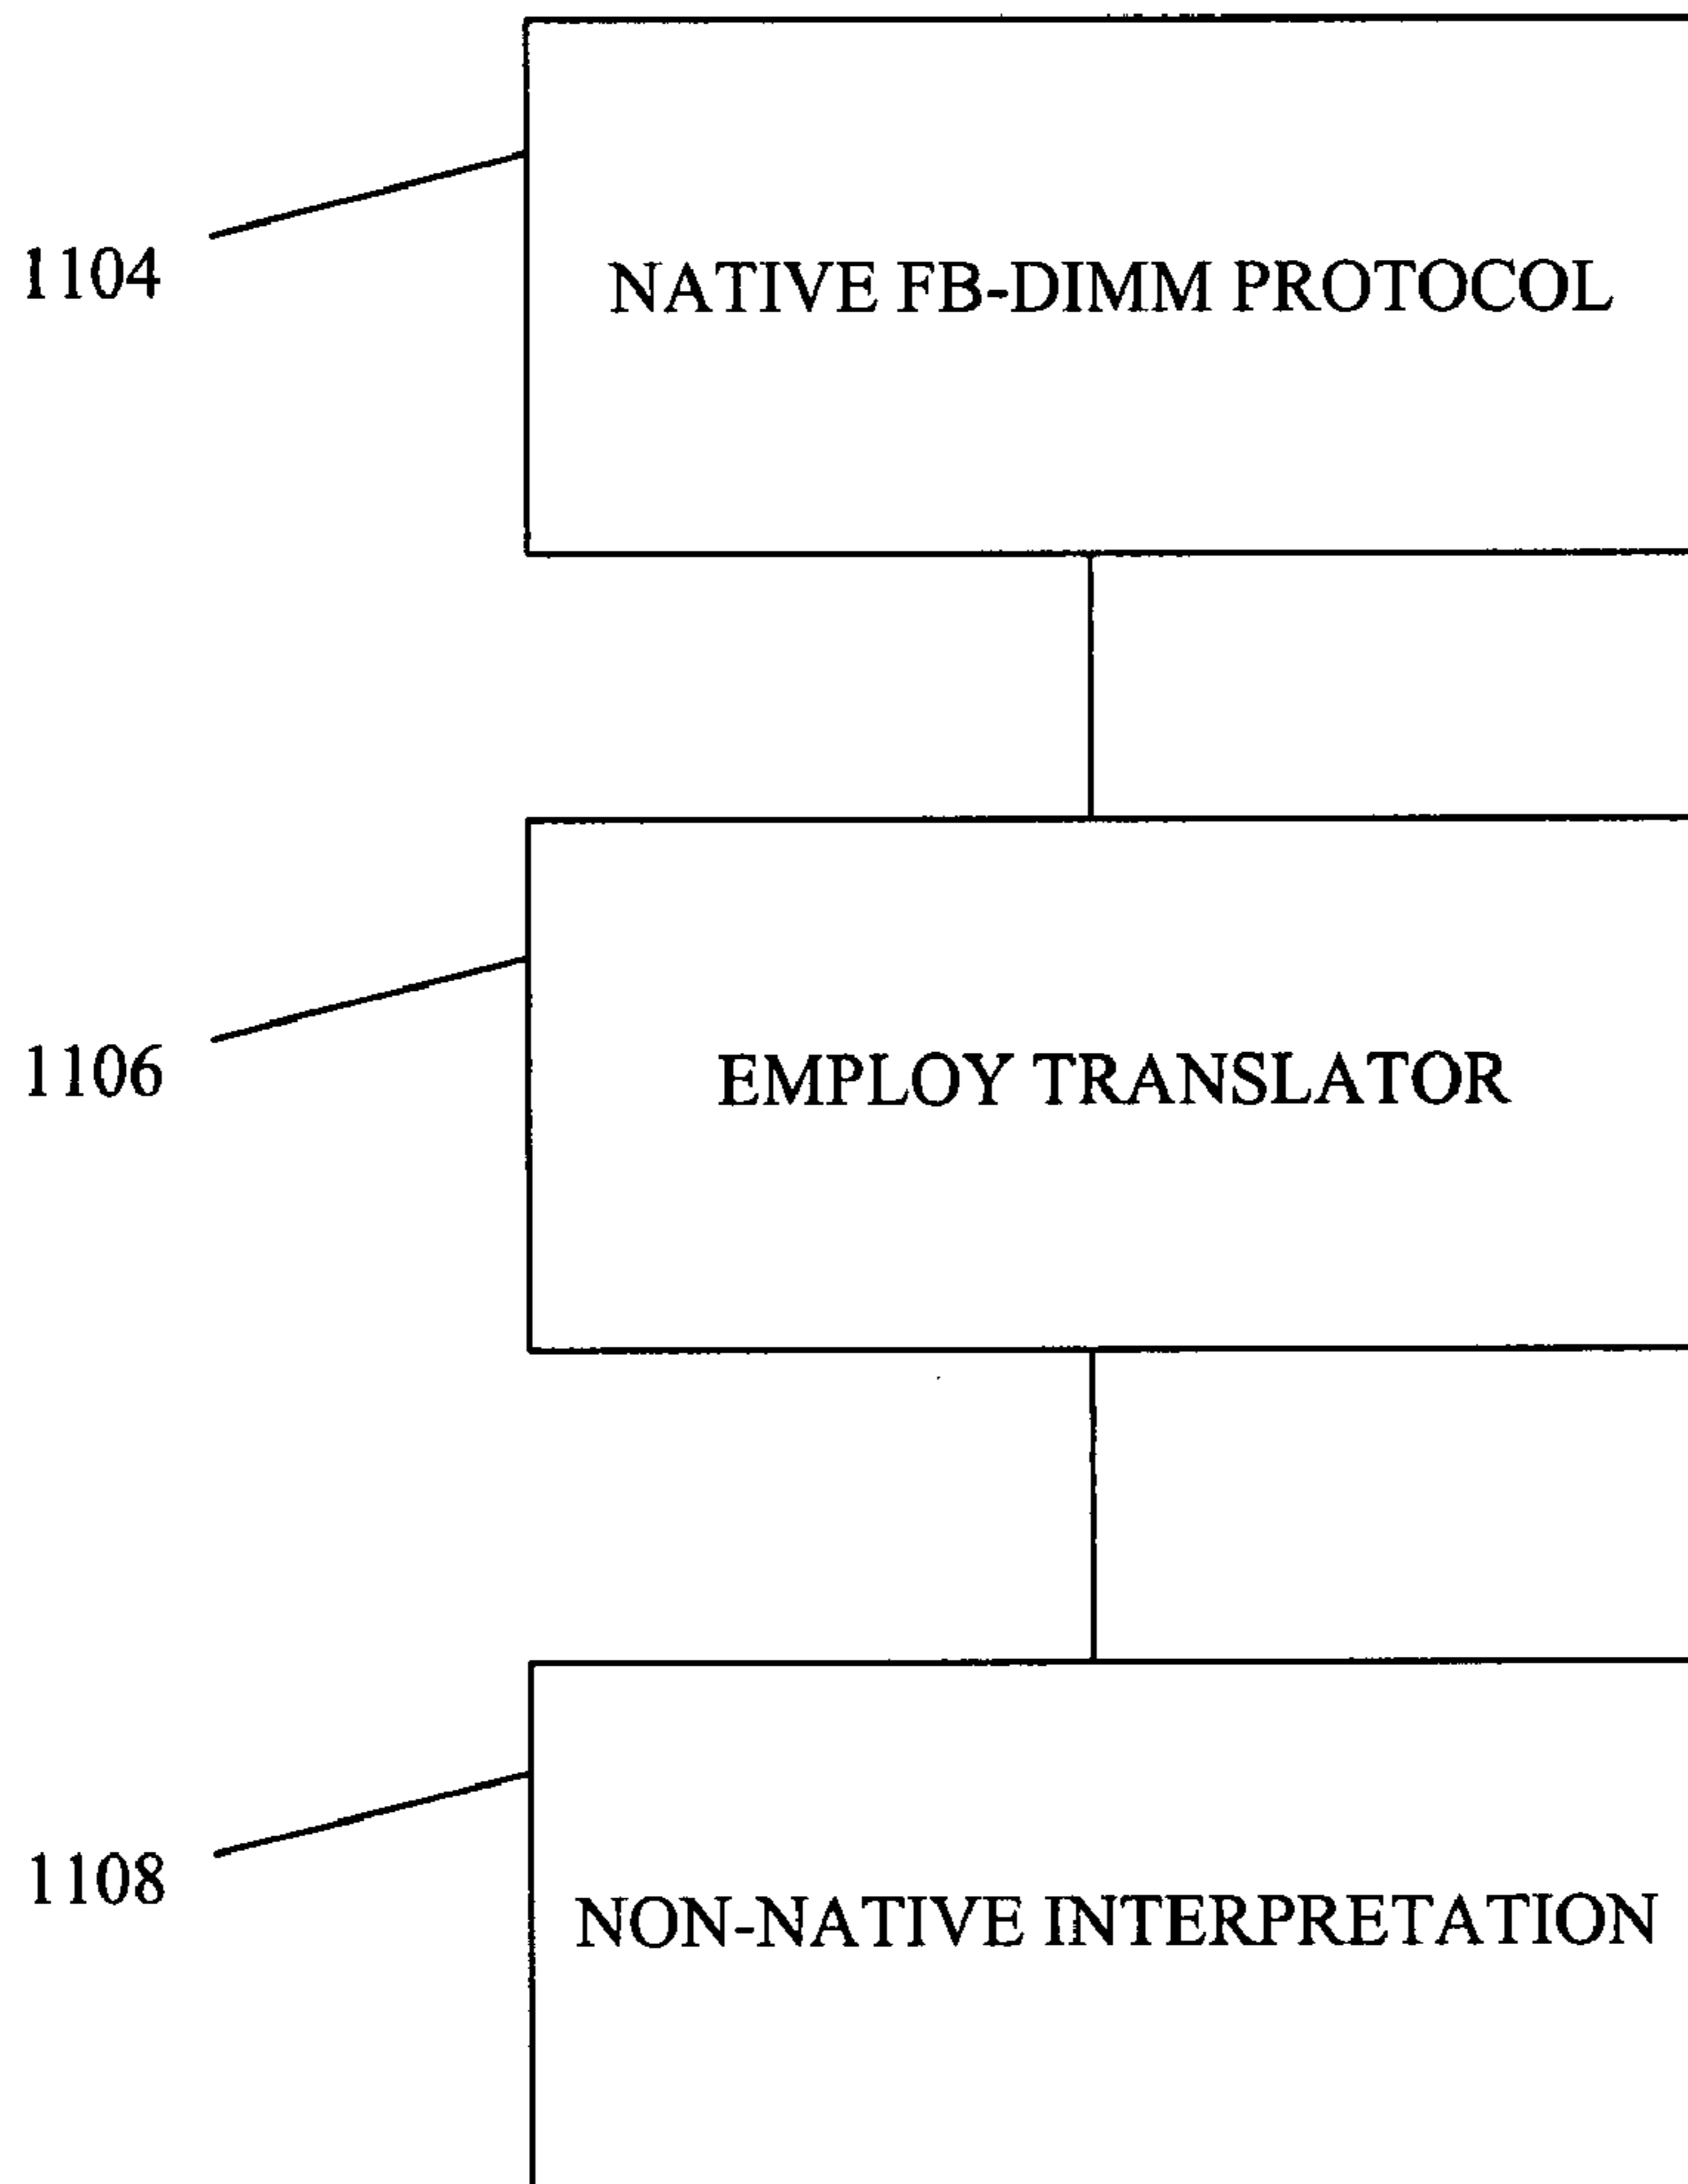 1104
NATIVE FB-DIMM PROTOCOL
1106
EMPLOY TRANSLATOR
1108
NON-NATIVE INTERPRETATION